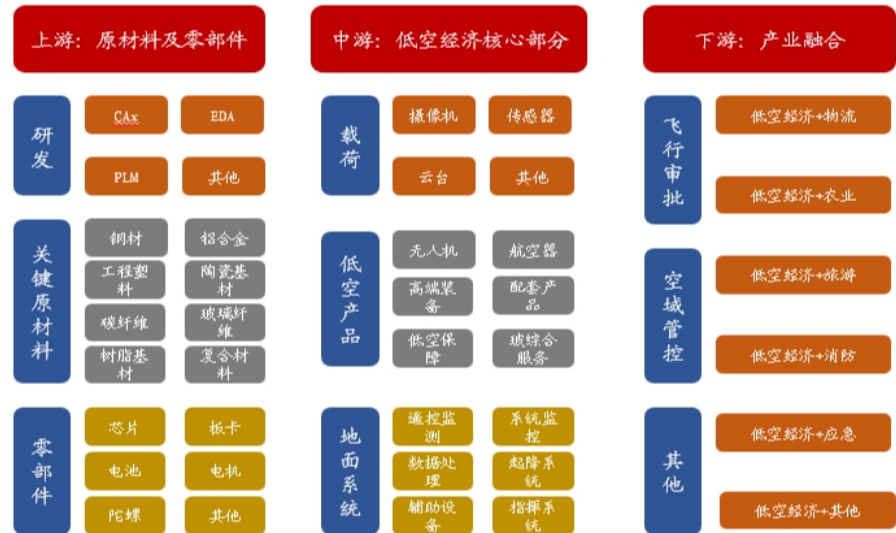 上游：原材料及零部件
研发
CAx
EDA
PLM
其他
关键原材料
钢材
铝合金
工程塑
料
陶瓷基
材
碳纤维
玻璃纤
维
树脂基
材
复合材
料
零部件
芯片
板卡
电池
电机
陀螺
其他
中游：低空经济核心部分
载荷
摄像机
传感器
云台
其他
低空产品
无人机
航空器
高端装
备
配套产
品
低空保
障
玻综合
服务
地面系统
遥控监
测
系统监
控
数据处
理
起降系
统
辅助设
备
指挥系
统
下游：产业融合
飞行审批
空域管控
其他
低空经济+物流
低空经济+农业
低空经济+旅游
低空经济+消防
低空经济+应急
低空经济+其他